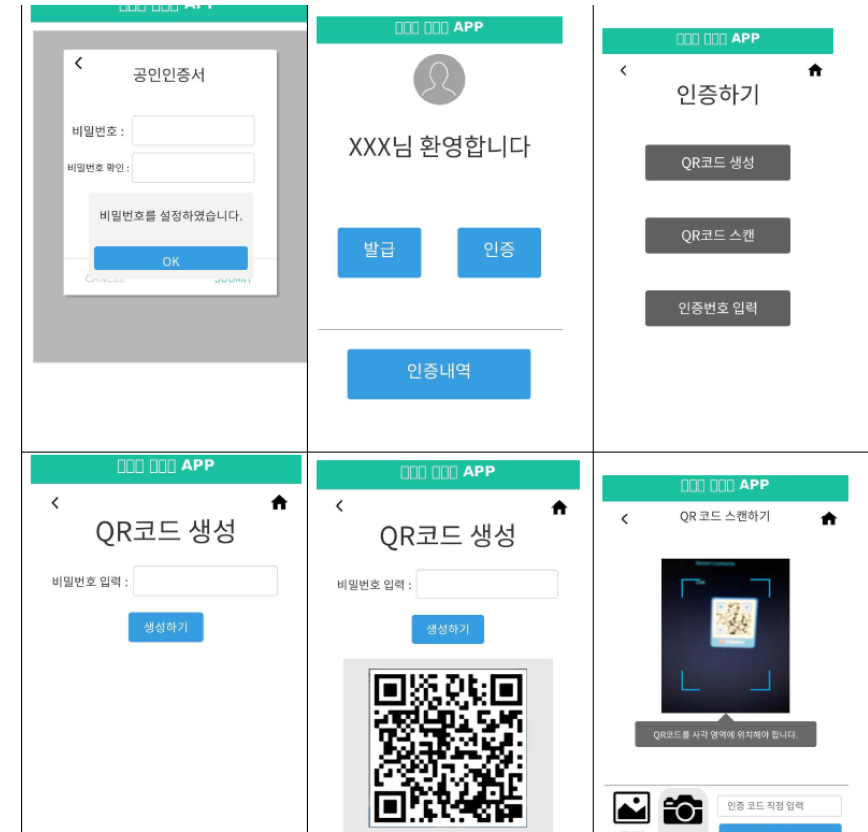 APP
공인인증서
비밀번호 :
비밀번호 확인 :
비밀번호를 설정하였습니다.
OK
CANCEL
SUBMIT
□□□ □□□ APP
XXX님 환영합니다
발급
인증
인증내역
□□□ □□□ APP
인증하기
QR코드 생성
QR코드 스캔
인증번호 입력
□□□ □□□ APP
QR코드 생성
비밀번호 입력 :
생성하기
□□□ □□□ APP
QR코드 생성
비밀번호 입력 :
생성하기
□□□ □□□ APP
QR 코드 스캔하기
QR코드를 사각 영역에 위치해야 합니다.
인증 코드 직접 입력